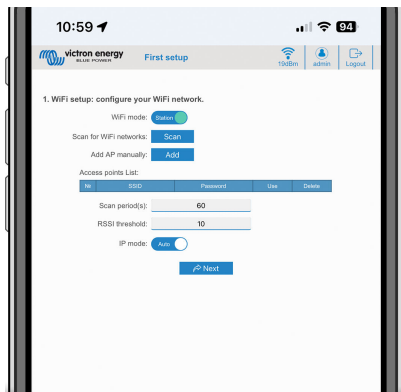 10:59 94
victron energy
BLUE POWER
First setup
19dBm admin Logout
1. WiFi setup: configure your WiFi network.
WiFi mode: Station
Scan for WiFi networks: Scan
Add AP manually: Add
Access points List:
№ SSID Password Use Delete
Scan period(s): 60
RSSI threshold: 10
IP mode: Auto
Next